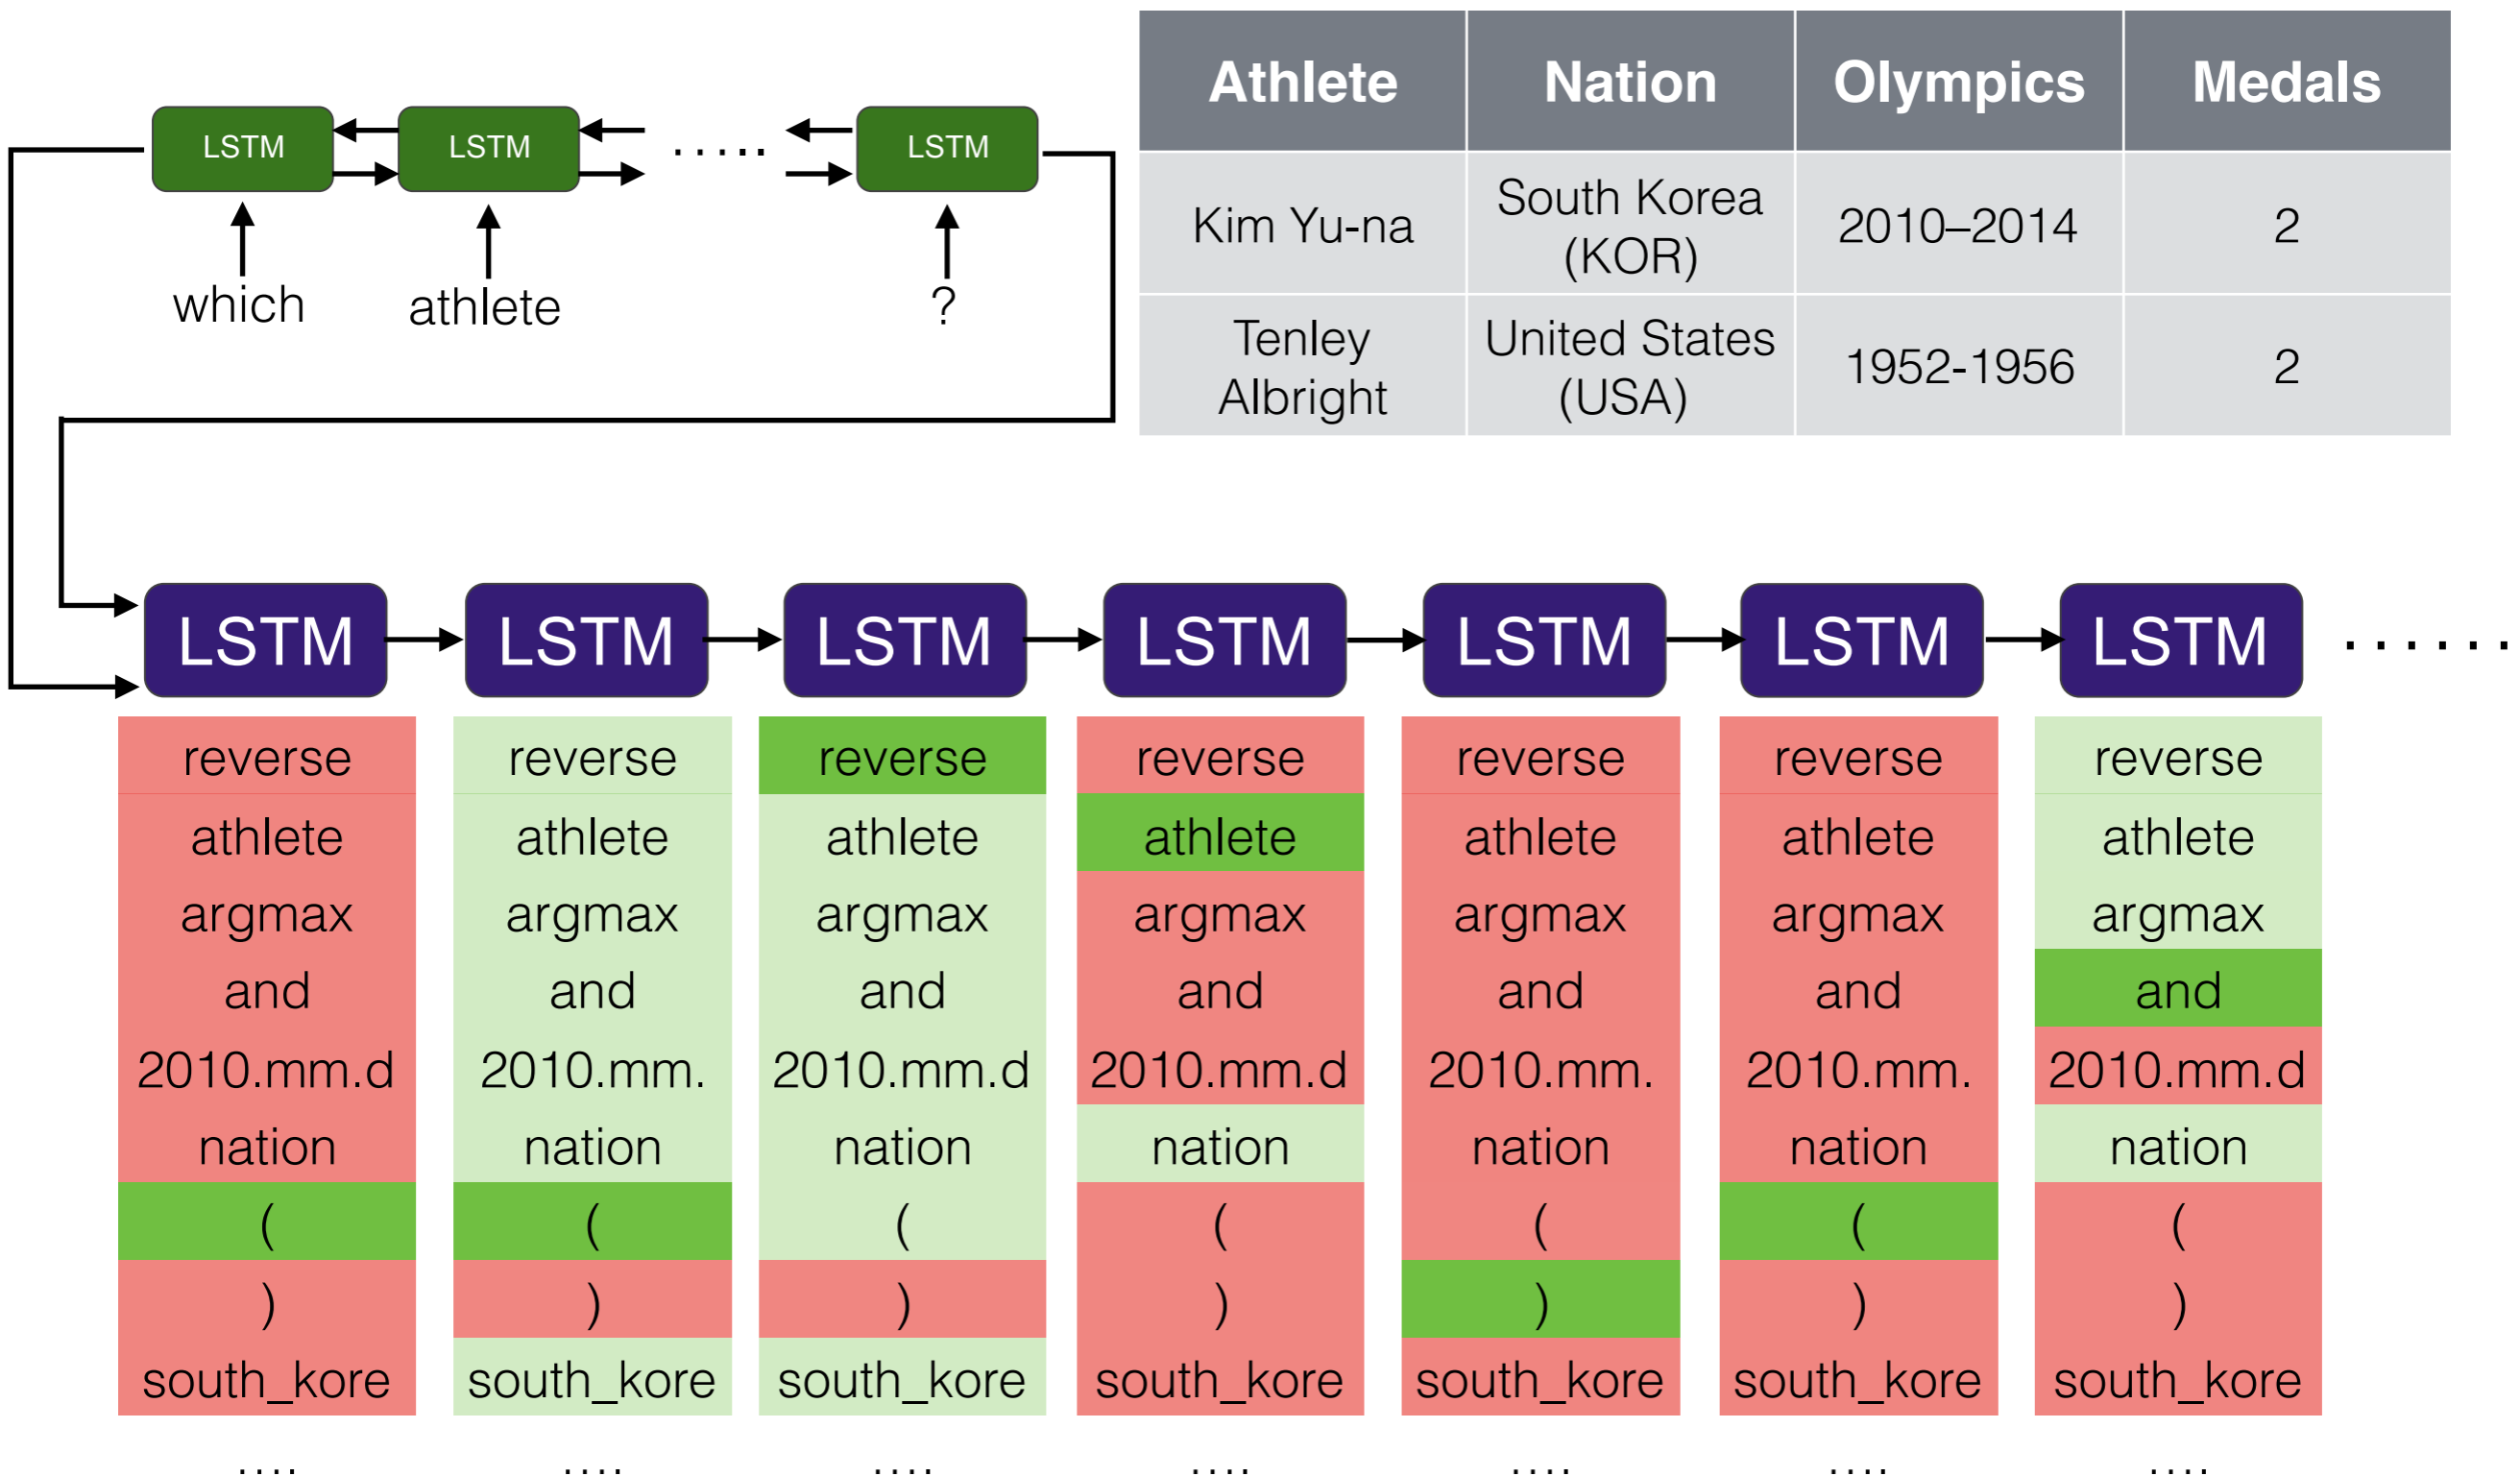 LSTM LSTM ..... LSTM
which athlete ?
Athlete Nation Olympics Medals
Kim Yu-na South Korea (KOR) 2010–2014 2
Tenley Albright United States (USA) 1952-1956 2
LSTM LSTM LSTM LSTM LSTM LSTM LSTM ......
reverse reverse reverse reverse reverse reverse reverse
athlete athlete athlete athlete athlete athlete athlete
argmax argmax argmax argmax argmax argmax argmax
and and and and and and and
2010.mm.d 2010.mm. 2010.mm.d 2010.mm.d 2010.mm. 2010.mm. 2010.mm.d
nation nation nation nation nation nation nation
( ( ( ( ( ( (
) ) ) ) ) ) )
south_kore south_kore south_kore south_kore south_kore south_kore south_kore
.... .... .... .... .... .... ....